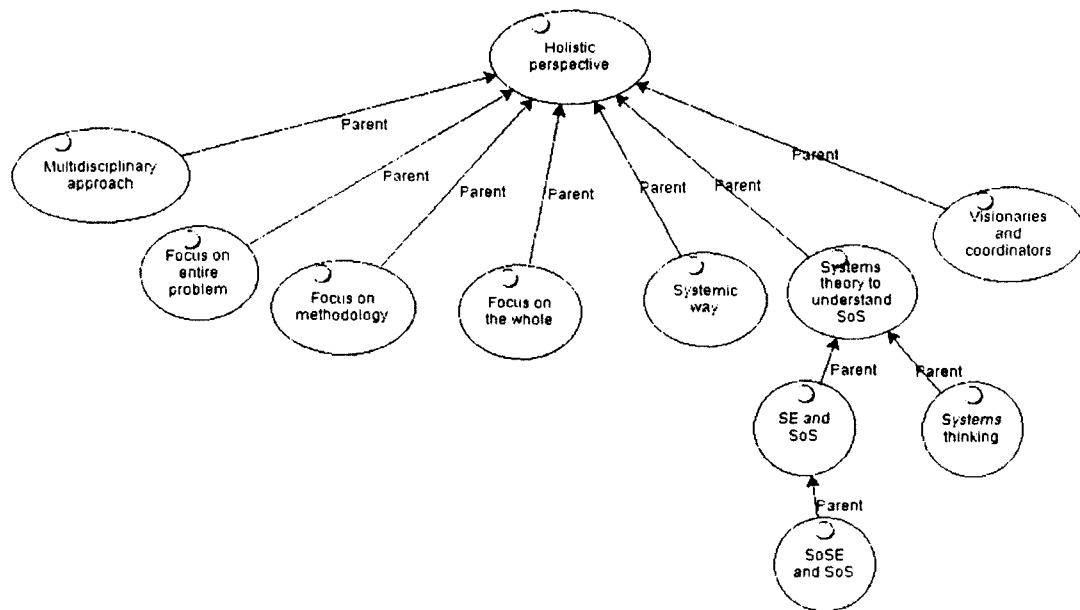 Holistic
perspective
Parent
Multidisciplinary
approach
Parent
Parent
Parent
Parent
Parent
Parent
Visionaries
and
coordinators
Focus on
entire
problem
Focus on
methodology
Focus on
the whole
Systemic
way
Systems
theory to
understand
SoS
Parent
Parent
SE and
SoS
Systems
thinking
Parent
SoSE
and SoS